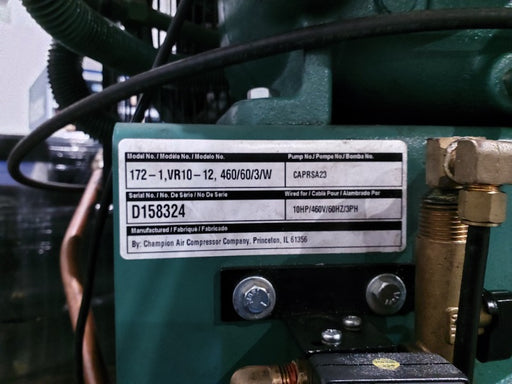 Model No. / Modèle No. / Modelo No.
Pump No./ Pompe No./ Bomba No.
172-1,VR10-12, 460/60/3/W
CAPRSA23
Serial No. / No. De Série / No. De Serie
Wired for / Cablé Pour / Alambrado Por
D158324
10HP/460V/60HZ/3PH
Manufactured / Fabriqué / Fabricado
By: Champion Air Compressor Company, Princeton, IL 61356